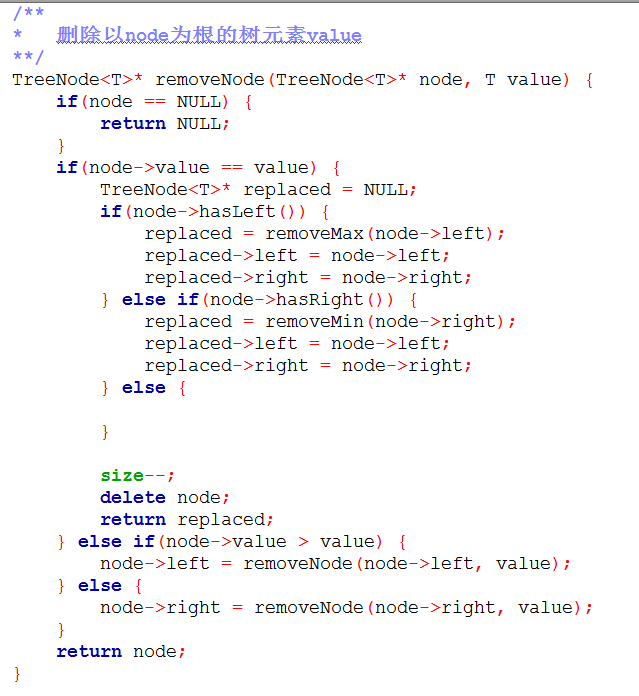 /**
*   删除以node为根的树元素value
**/
TreeNode<T>* removeNode(TreeNode<T>* node, T value) {
    if(node == NULL) {
        return NULL;
    }
    if(node->value == value) {
        TreeNode<T>* replaced = NULL;
        if(node->hasLeft()) {
            replaced = removeMax(node->left);
            replaced->left = node->left;
            replaced->right = node->right;
        } else if(node->hasRight()) {
            replaced = removeMin(node->right);
            replaced->left = node->left;
            replaced->right = node->right;
        } else {

        }

        size--;
        delete node;
        return replaced;
    } else if(node->value > value) {
        node->left = removeNode(node->left, value);
    } else {
        node->right = removeNode(node->right, value);
    }
    return node;
}